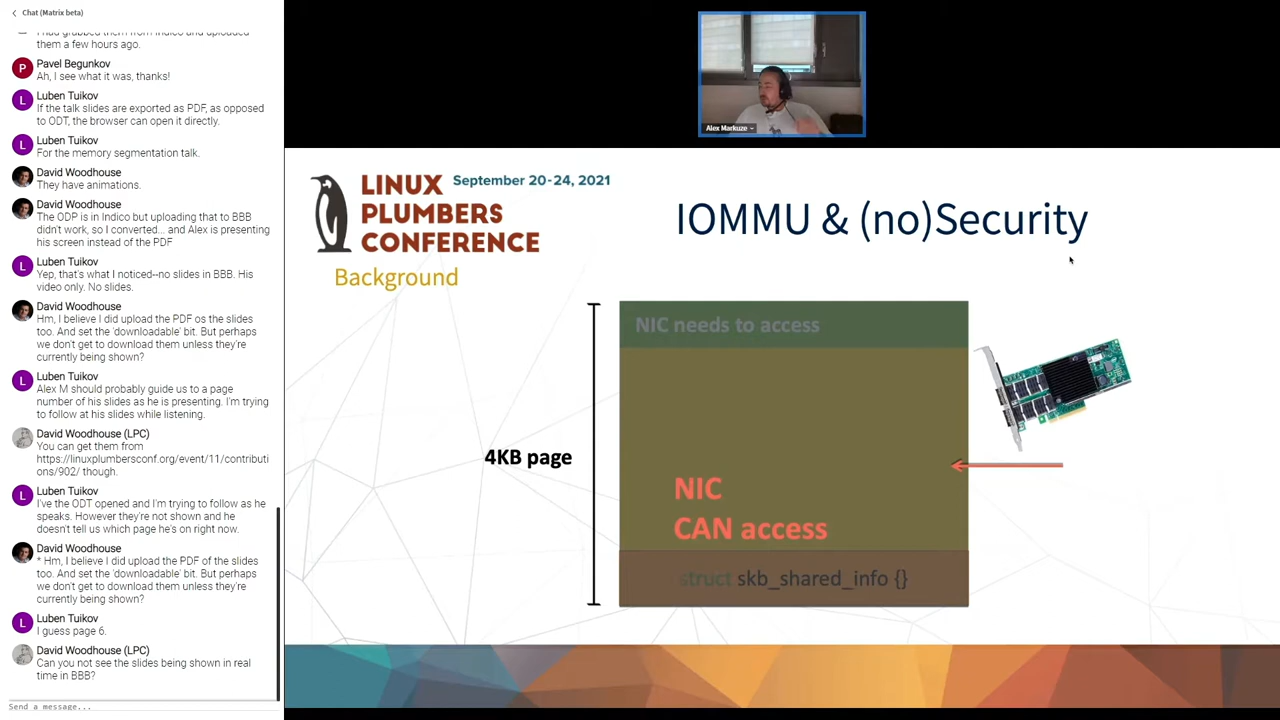 Chat (Matrix beta)
I had grabbed them from Indico and uploaded
them a few hours ago.
P
Pavel Begunkov
Ah, I see what it was, thanks!
L
Luben Tuikov
If the talk slides are exported as PDF, as opposed
to ODT, the browser can open it directly.
L
Luben Tuikov
For the memory segmentation talk.
David Woodhouse
They have animations.
David Woodhouse
The ODP is in Indico but uploading that to BBB
didn't work, so I converted... and Alex is presenting
his screen instead of the PDF
L
Luben Tuikov
Yep, that's what I noticed--no slides in BBB. His
video only. No slides.
David Woodhouse
Hm, I believe I did upload the PDF os the slides
too. And set the 'downloadable' bit. But perhaps
we don't get to download them unless they're
currently being shown?
L
Luben Tuikov
Alex M should probably guide us to a page
number of his slides as he is presenting. I'm trying
to follow at his slides while listening.
David Woodhouse (LPC)
You can get them from
https://linuxplumbersconf.org/event/11/contributi
ons/902/ though.
L
Luben Tuikov
I've the ODT opened and I'm trying to follow as he
speaks. However they're not shown and he
doesn't tell us which page he's on right now.
David Woodhouse
* Hm, I believe I did upload the PDF of the slides
too. And set the 'downloadable' bit. But perhaps
we don't get to download them unless they're
currently being shown?
L
Luben Tuikov
I guess page 6.
David Woodhouse (LPC)
Can you not see the slides being shown in real
time in BBB?
Send a message...
Alex Markuze
LINUX
PLUMBERS
CONFERENCE
September 20-24, 2021
IOMMU & (no)Security
Background
NIC needs to access
4KB page
NIC
CAN access
struct skb_shared_info {}